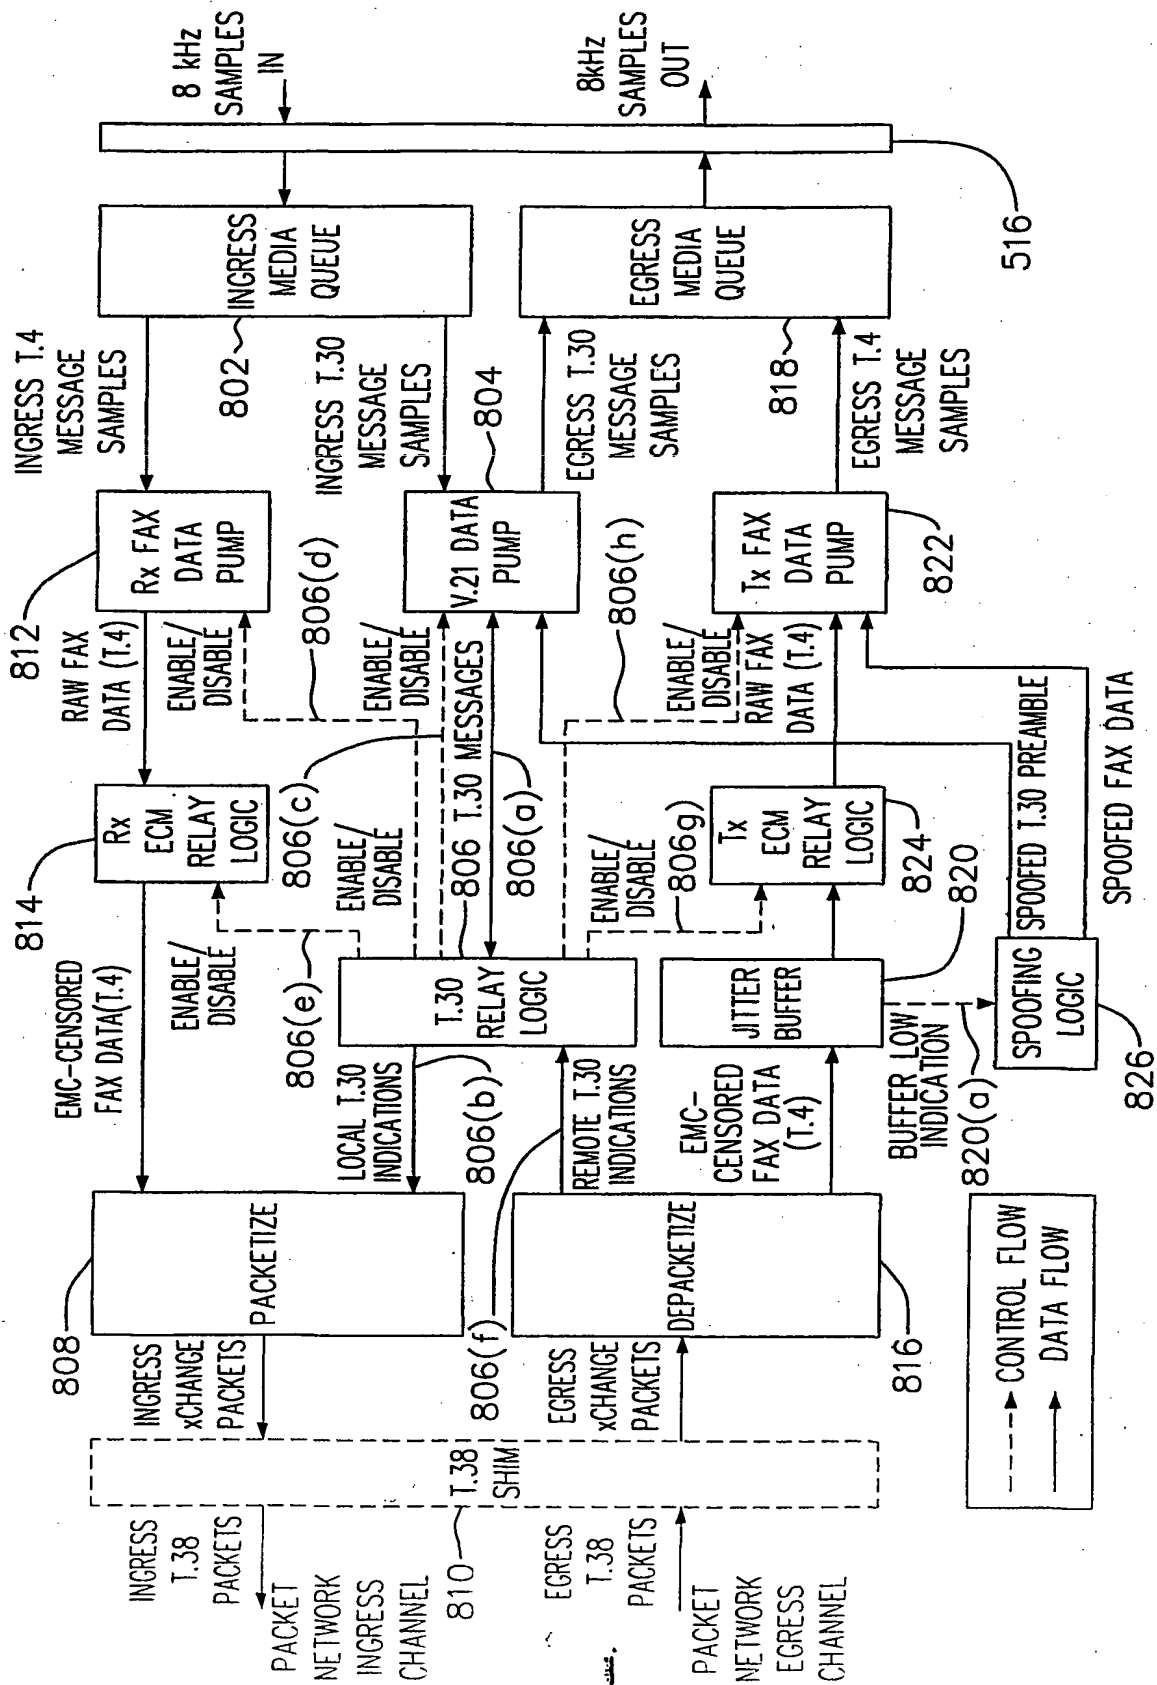 8 kHz
SAMPLES
IN
8kHz
SAMPLES
OUT
516
INGRESS
MEDIA
QUEUE
802
EGRESS
MEDIA
QUEUE
818
INGRESS T.4
MESSAGE
SAMPLES
INGRESS T.30
MESSAGE
SAMPLES
804
EGRESS T.30
MESSAGE
SAMPLES
EGRESS T.4
MESSAGE
SAMPLES
812
Rx FAX
DATA
PUMP
806(d)
V.21 DATA
PUMP
806(h)
Tx FAX
DATA
PUMP
822
RAW FAX
DATA (T.4)
ENABLE/
DISABLE
ENABLE/
DISABLE
806 T.30 MESSAGES
806(a)
ENABLE/
DISABLE
RAW FAX
DATA (T.4)
814
Rx
ECM
RELAY
LOGIC
806(c)
ENABLE/
DISABLE
ENABLE/
DISABLE
806g)
Tx
ECM
RELAY
LOGIC
824
820
SPOOFED T.30 PREAMBLE
SPOOFED FAX DATA
EMC-CENSORED
FAX DATA(T.4)
ENABLE/
DISABLE
806(e)
T.30
RELAY
LOGIC
JITTER
BUFFER
SPOOFING
LOGIC
826
LOCAL T.30
INDICATIONS
806(b)
REMOTE T.30
INDICATIONS
EMC-
CENSORED
FAX DATA
(T.4)
BUFFER LOW
INDICATION
820(a)
808
PACKETIZE
806(f)
DEPACKETIZE
816
INGRESS
xCHANGE
PACKETS
EGRESS
xCHANGE
PACKETS
T.38
SHIM
810
INGRESS
T.38
PACKETS
EGRESS
T.38
PACKETS
PACKET
NETWORK
INGRESS
CHANNEL
PACKET
NETWORK
EGRESS
CHANNEL
CONTROL FLOW
DATA FLOW